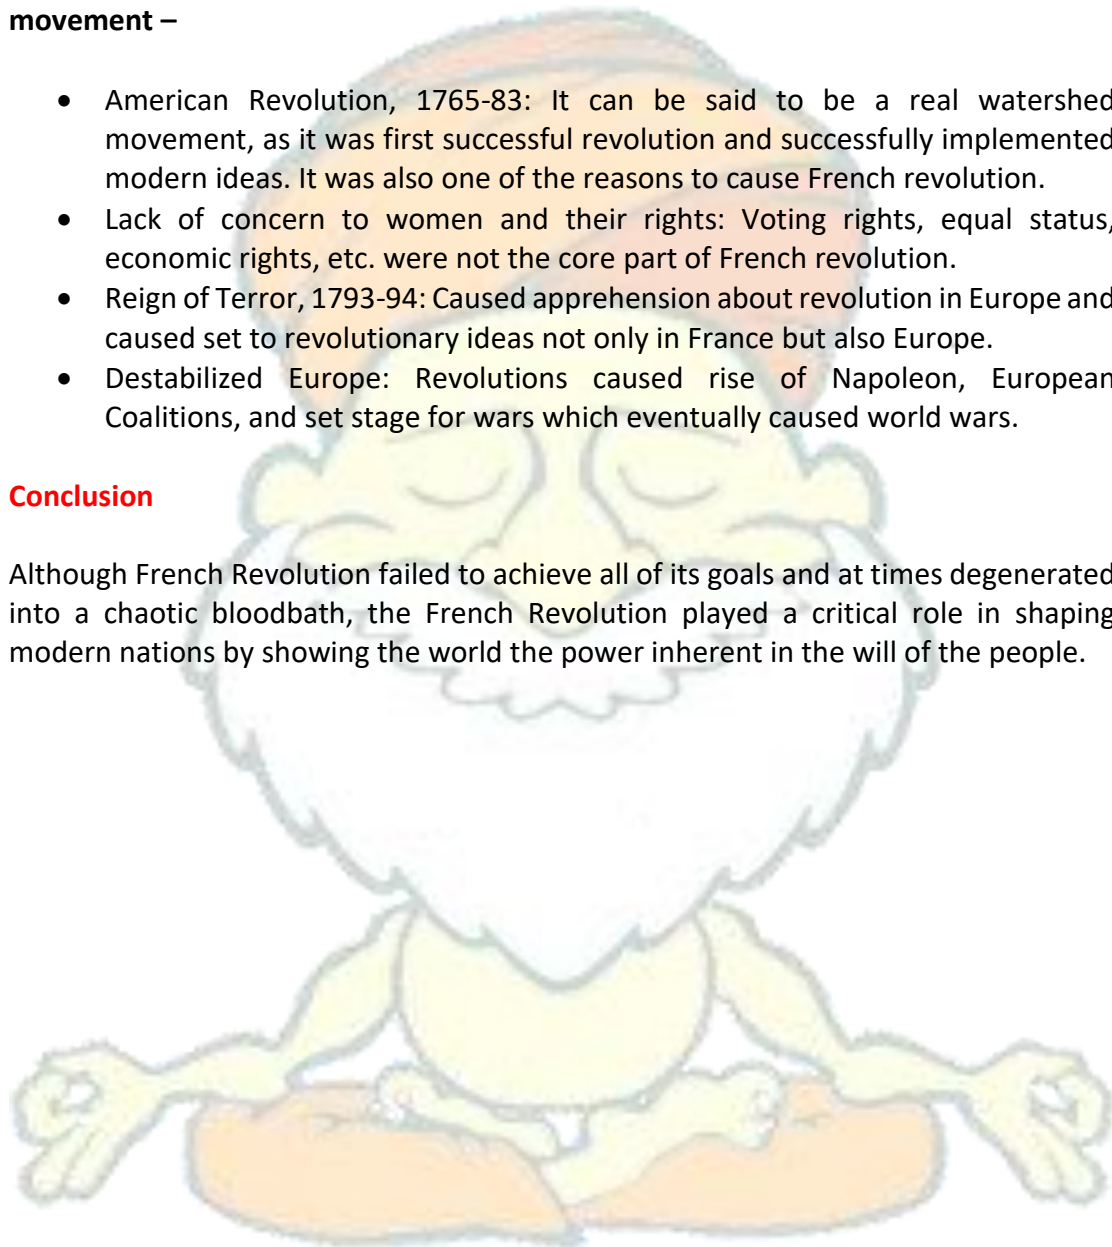 movement –
• American Revolution, 1765-83: It can be said to be a real watershed
movement, as it was first successful revolution and successfully implemented
modern ideas. It was also one of the reasons to cause French revolution.
• Lack of concern to women and their rights: Voting rights, equal status,
economic rights, etc. were not the core part of French revolution.
• Reign of Terror, 1793-94: Caused apprehension about revolution in Europe and
caused set to revolutionary ideas not only in France but also Europe.
• Destabilized Europe: Revolutions caused rise of Napoleon, European
Coalitions, and set stage for wars which eventually caused world wars.
Conclusion
Although French Revolution failed to achieve all of its goals and at times degenerated
into a chaotic bloodbath, the French Revolution played a critical role in shaping
modern nations by showing the world the power inherent in the will of the people.